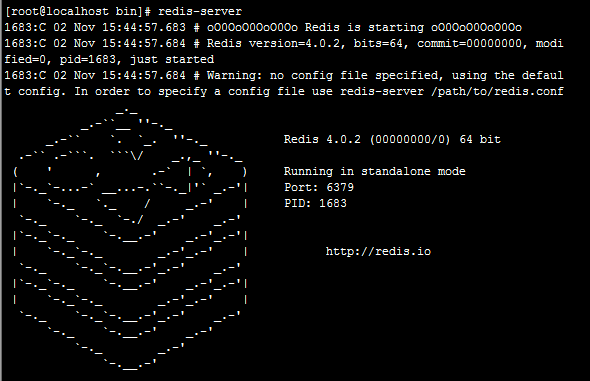 [root@localhost bin]# redis-server
1683:C 02 Nov 15:44:57.683 # oO0OoO0OoO0Oo Redis is starting oO0OoO0OoO0Oo
1683:C 02 Nov 15:44:57.684 # Redis version=4.0.2, bits=64, commit=00000000, modi
fied=0, pid=1683, just started
1683:C 02 Nov 15:44:57.684 # Warning: no config file specified, using the defaul
t config. In order to specify a config file use redis-server /path/to/redis.conf
Redis 4.0.2 (00000000/0) 64 bit
Running in standalone mode
Port: 6379
PID: 1683
http://redis.io